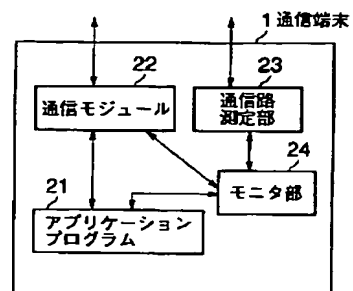 1 通信端末
22
通信モジュール
23
通信路
測定部
24
モニタ部
21
アプリケーション
プログラム